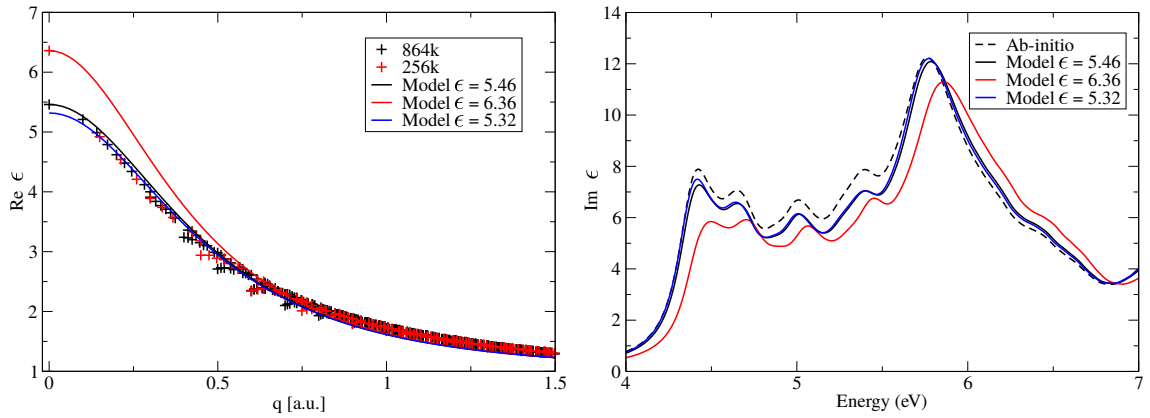 7
6
5
4
3
2
1
Re ϵ
864k
256k
Model ϵ = 5.46
Model ϵ = 6.36
Model ϵ = 5.32
0
0.5
1
1.5
q [a.u.]
14
12
10
8
6
4
2
0
Im ϵ
Ab-initio
Model ϵ = 5.46
Model ϵ = 6.36
Model ϵ = 5.32
4
5
6
7
Energy (eV)